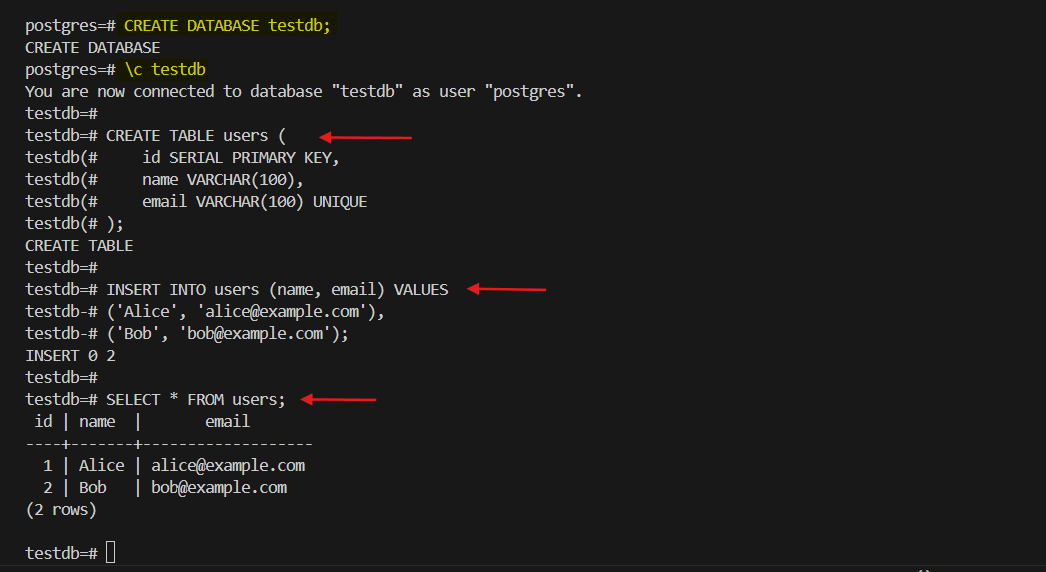 postgres=# CREATE DATABASE testdb;
CREATE DATABASE
postgres=# \c testdb
You are now connected to database "testdb" as user "postgres".
testdb=#
testdb=# CREATE TABLE users (
testdb(#     id SERIAL PRIMARY KEY,
testdb(#     name VARCHAR(100),
testdb(#     email VARCHAR(100) UNIQUE
testdb(# );
CREATE TABLE
testdb=#
testdb=# INSERT INTO users (name, email) VALUES
testdb-# ('Alice', 'alice@example.com'),
testdb-# ('Bob', 'bob@example.com');
INSERT 0 2
testdb=#
testdb=# SELECT * FROM users;
 id | name  |       email
----+-------+-------------------
  1 | Alice | alice@example.com
  2 | Bob   | bob@example.com
(2 rows)

testdb=#